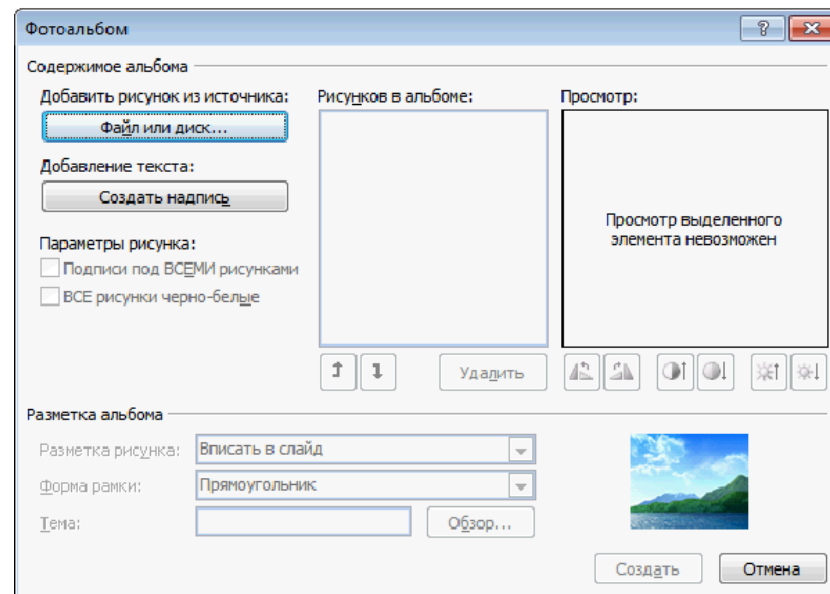 Фотоальбом
Содержимое альбома
Добавить рисунок из источника:
Файл или диск...
Добавление текста:
Создать надпись
Параметры рисунка:
Подписи под ВСЕМИ рисунками
ВСЕ рисунки черно-белые
Рисунков в альбоме:
Удалить
Просмотр:
Просмотр выделенного
элемента невозможен
Разметка альбома
Разметка рисунка:
Вписать в слайд
Форма рамки:
Прямоугольник
Тема:
Обзор...
Создать
Отмена